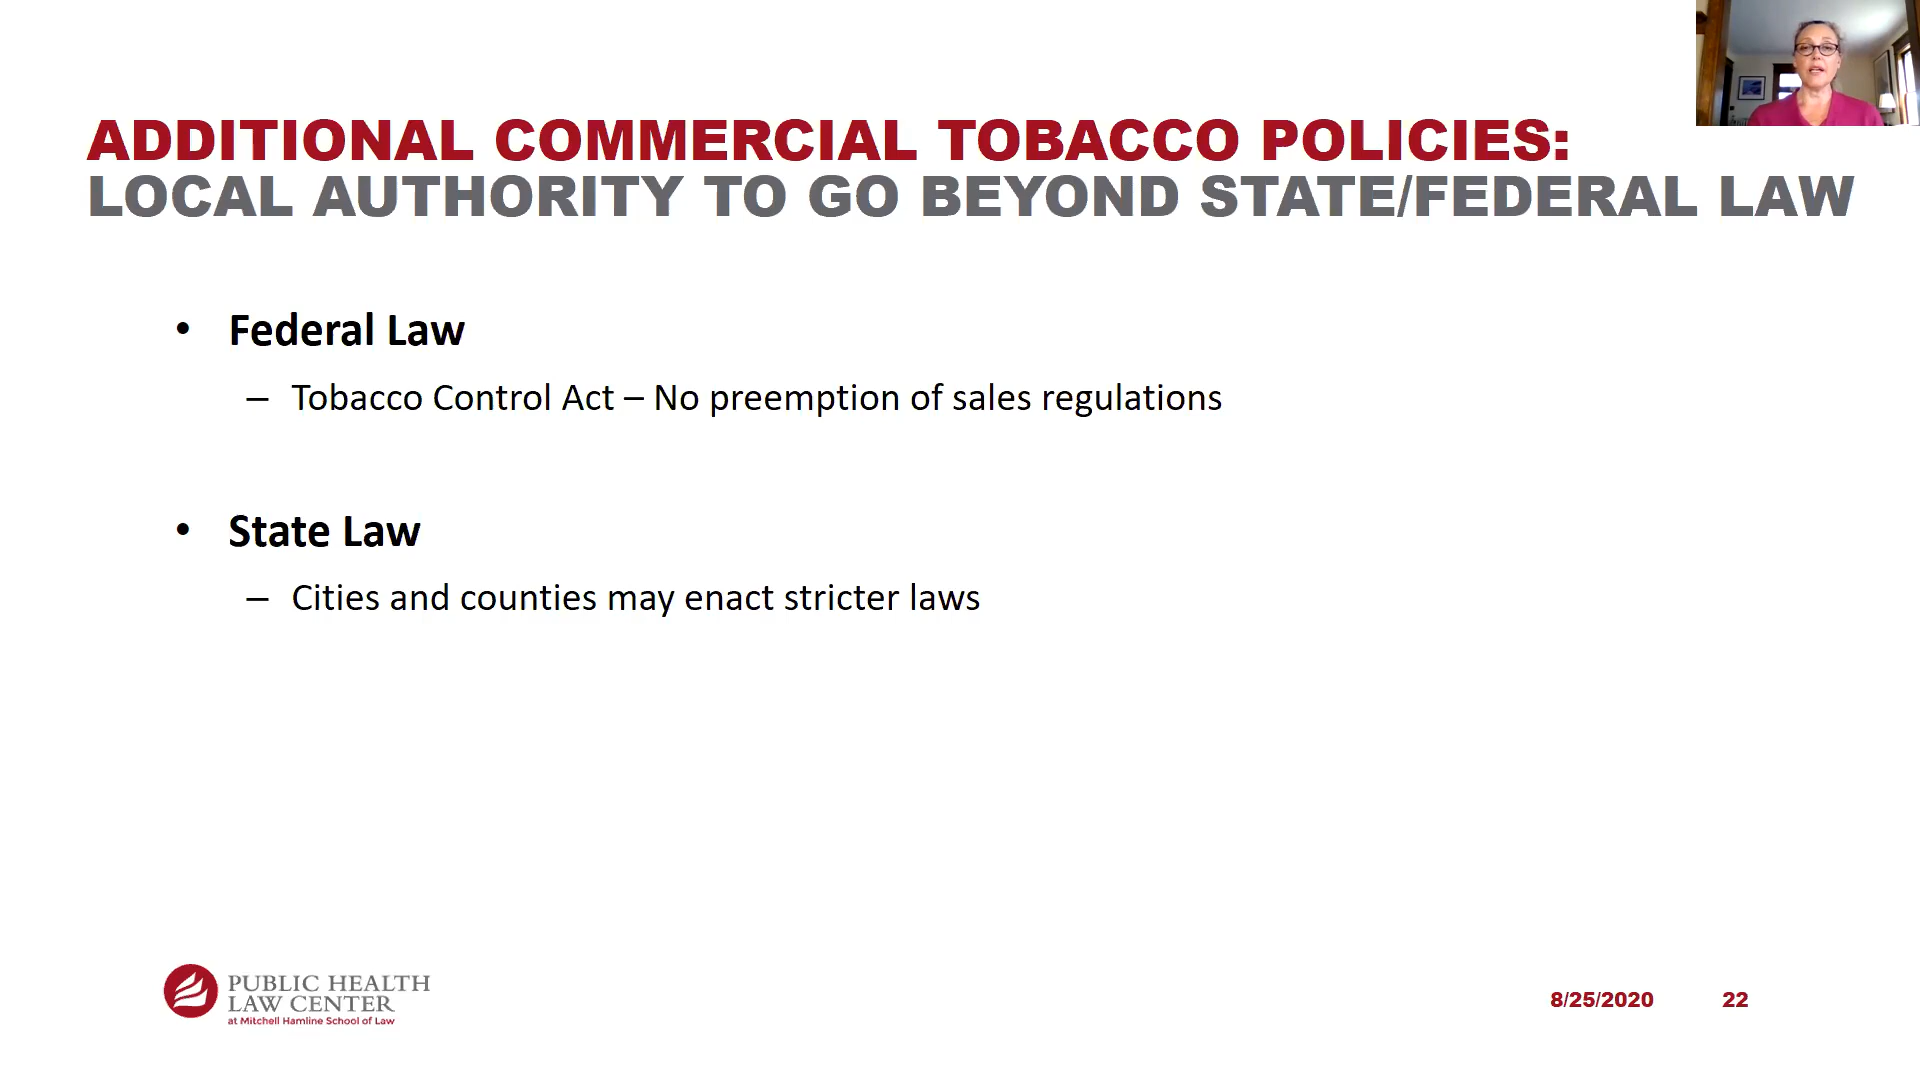 ADDITIONAL COMMERCIAL TOBACCO POLICIES:
LOCAL AUTHORITY TO GO BEYOND STATE/FEDERAL LAW
• Federal Law
– Tobacco Control Act – No preemption of sales regulations
• State Law
– Cities and counties may enact stricter laws
PUBLIC HEALTH
LAW CENTER
at Mitchell Hamline School of Law
8/25/2020 22